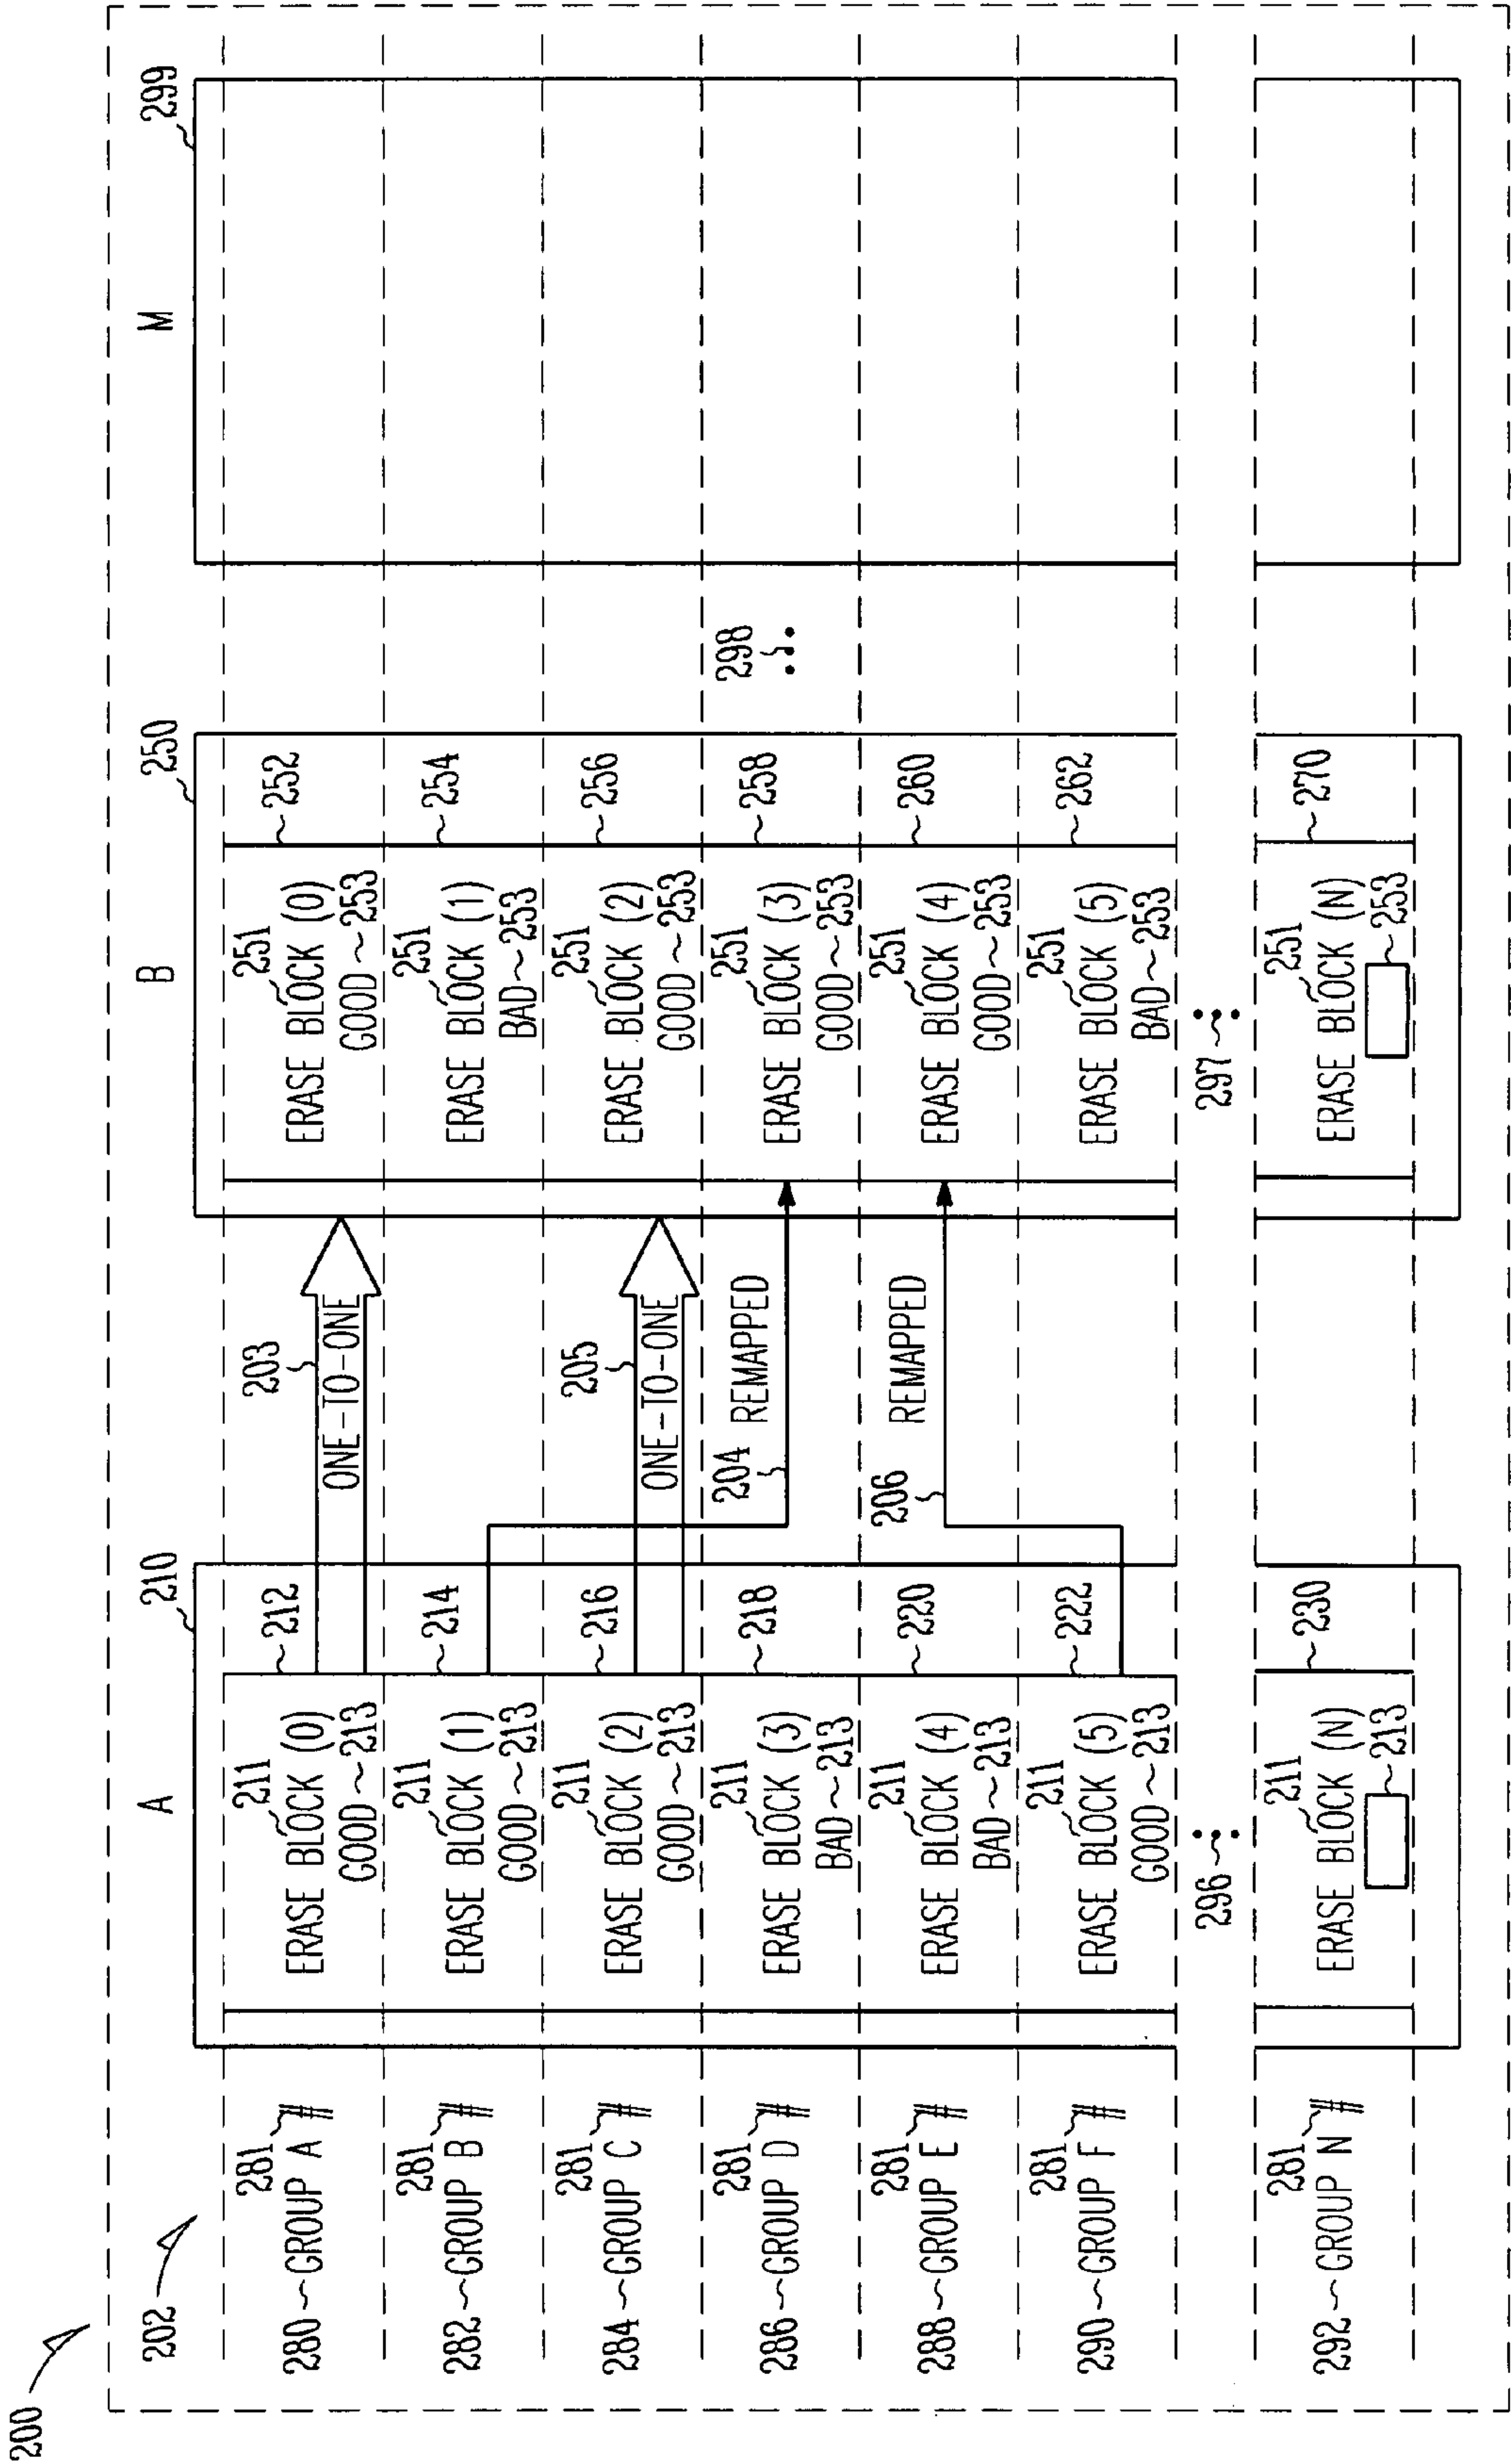 200
202
A
210
B
250
M
299
280 ~ GROUP A #
281
ERASE BLOCK (0)
211
GOOD ~ 213
212
203
ONE-TO-ONE
ERASE BLOCK (0)
251
GOOD ~ 253
252
282 ~ GROUP B #
281
ERASE BLOCK (1)
211
GOOD ~ 213
214
ERASE BLOCK (1)
251
BAD ~ 253
254
284 ~ GROUP C #
281
ERASE BLOCK (2)
211
GOOD ~ 213
216
205
ONE-TO-ONE
ERASE BLOCK (2)
251
GOOD ~ 253
256
286 ~ GROUP D #
281
ERASE BLOCK (3)
211
BAD ~ 213
218
204
REMAPPED
ERASE BLOCK (3)
251
GOOD ~ 253
258
298
288 ~ GROUP E #
281
ERASE BLOCK (4)
211
BAD ~ 213
220
206
REMAPPED
ERASE BLOCK (4)
251
GOOD ~ 253
260
290 ~ GROUP F #
281
ERASE BLOCK (5)
211
GOOD ~ 213
222
ERASE BLOCK (5)
251
BAD ~ 253
262
296
297
292 ~ GROUP N #
281
ERASE BLOCK (N)
211
213
230
ERASE BLOCK (N)
251
253
270